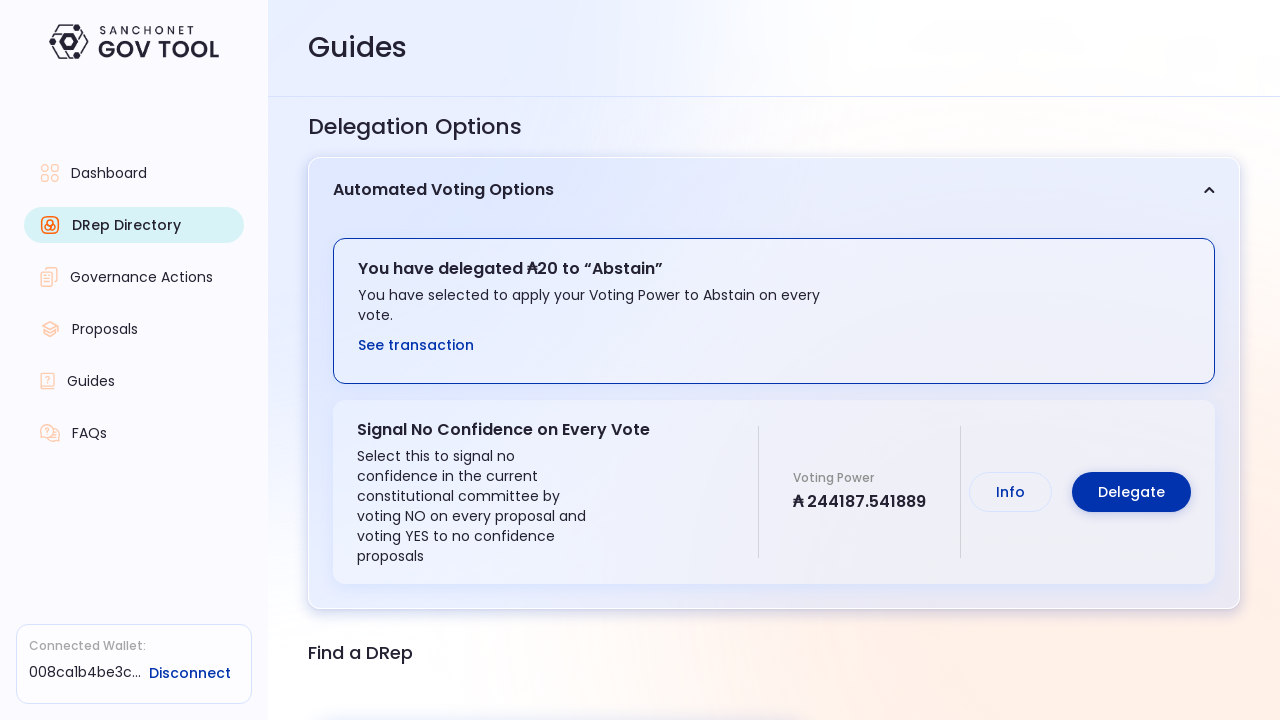 SANCHONET
GOV TOOL
Dashboard
DRep Directory
Governance Actions
Proposals
Guides
FAQs
Connected Wallet:
008ca1b4be3c...
Disconnect
Guides
Delegation Options
Automated Voting Options
You have delegated ₳20 to “Abstain”
You have selected to apply your Voting Power to Abstain on every
vote.
See transaction
Signal No Confidence on Every Vote
Select this to signal no
confidence in the current
constitutional committee by
voting NO on every proposal and
voting YES to no confidence
proposals
Voting Power
₳ 244187.541889
Info
Delegate
Find a DRep